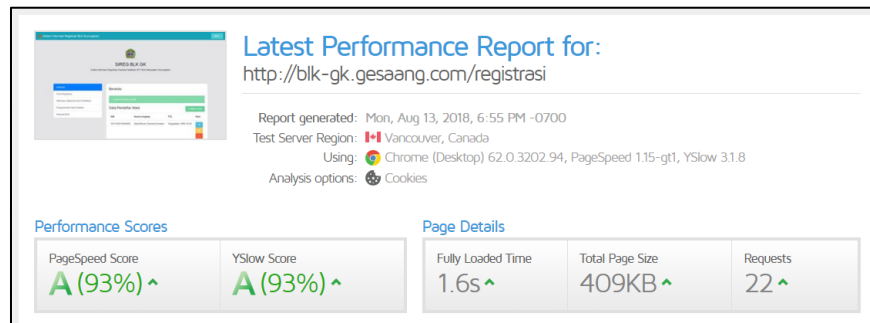 Latest Performance Report for:
http://blk-gk.gesaang.com/registrasi
Report generated: Mon, Aug 13, 2018, 6:55 PM -0700
Test Server Region: Vancouver, Canada
Using: Chrome (Desktop) 62.0.3202.94, PageSpeed 1.15-gt1, YSlow 3.1.8
Analysis options: Cookies
Performance Scores
PageSpeed Score
A (93%)
YSlow Score
A (93%)
Page Details
Fully Loaded Time
1.6s
Total Page Size
409KB
Requests
22
SIREG BLK GK
Beranda